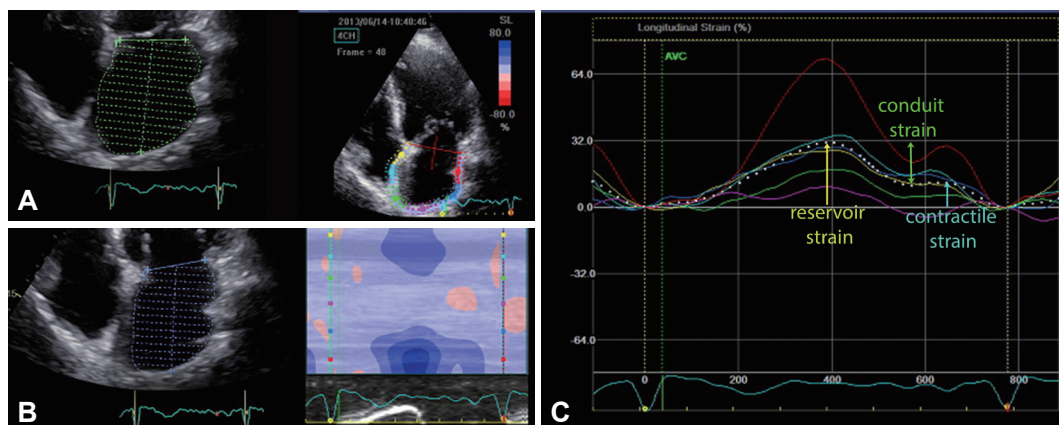 2013/06/14-10:40:46
4CH
Frame = 48
SL
80.0
-80.0
%
A
B
Longitudinal Strain (%)
AVC
64.0
32.0
0.0
-32.0
-64.0
conduit
strain
reservoir
strain
contractile
strain
0
200
400
600
800
C